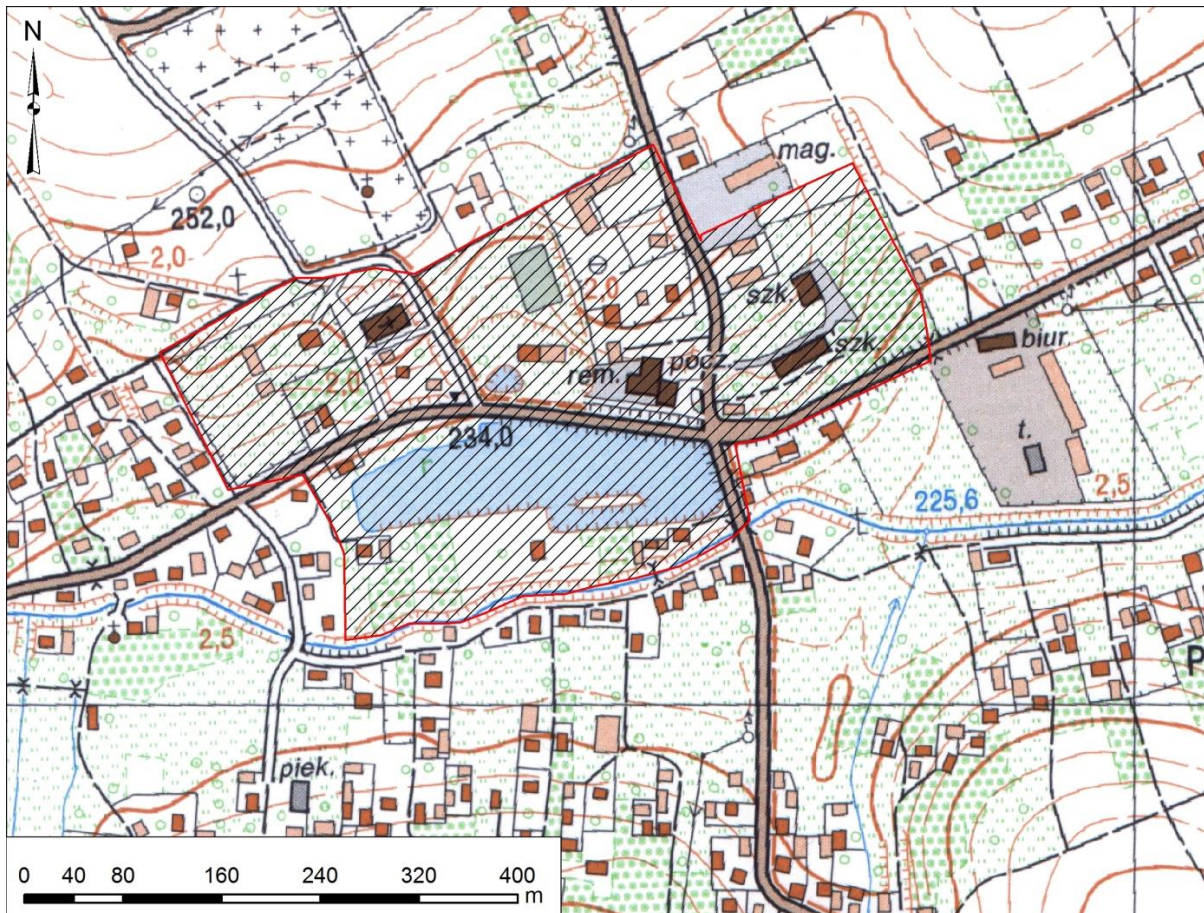 N
mag.
252,0
2,0
2,0
szk.
2,0
szk.
biur.
rem.
pocz.
234,0
r
t.
2,5
225,6
2,5
P
piek.
0 40 80 160 240 320 400
m